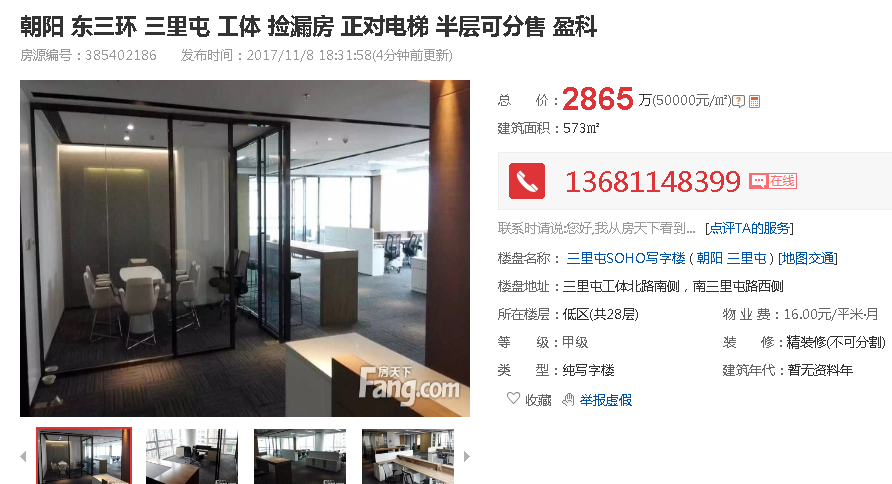 朝阳 东三环 三里屯 工体 捡漏房 正对电梯 半层可分售 盈科
房源编号：385402186 发布时间：2017/11/8 18:31:58(4分钟前更新)
总 价：2865 万(50000元/㎡)
建筑面积：573㎡
13681148399 在线
联系时请说:您好,我从房天下看到... [点评TA的服务]
楼盘名称： 三里屯SOHO写字楼 ( 朝阳 三里屯 ) [地图交通]
楼盘地址：三里屯工体北路南侧，南三里屯路西侧
所在楼层：低区(共28层) 物 业 费：16.00元/平米·月
等 级：甲级 装 修：精装修(不可分割)
类 型：纯写字楼 建筑年代：暂无资料年
收藏 举报虚假
房天下
Fang.com